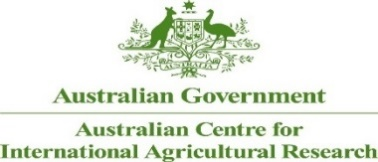 Australian Government
Australian Centre for
International Agricultural Research